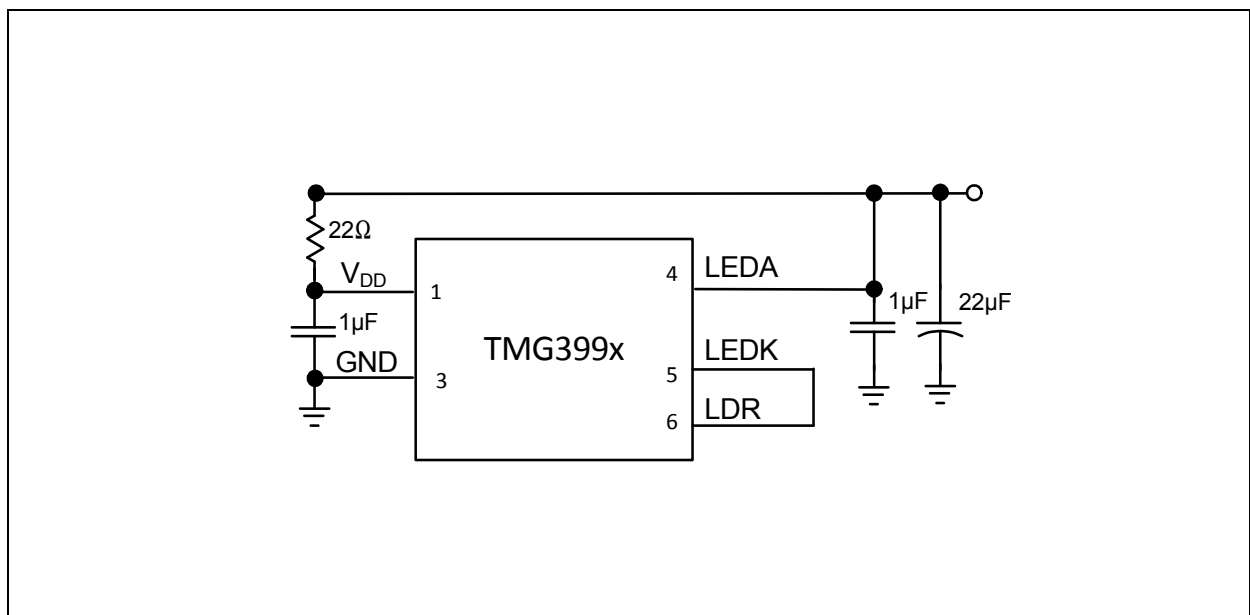 22Ω
V_DD
1
4
LEDA
1µF
22µF
1µF
TMG399x
LEDK
GND
3
5
LDR
6